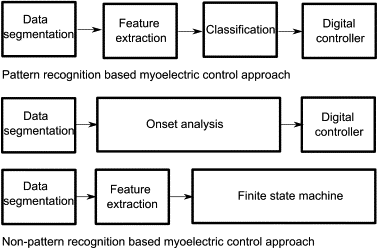 Data Feature Classification Digital
segmentation extraction controller
Pattern recognition based myoelectric control approach
Data Onset analysis Digital
segmentation controller
Data Feature Finite state machine
segmentation extraction
Non-pattern recognition based myoelectric control approach